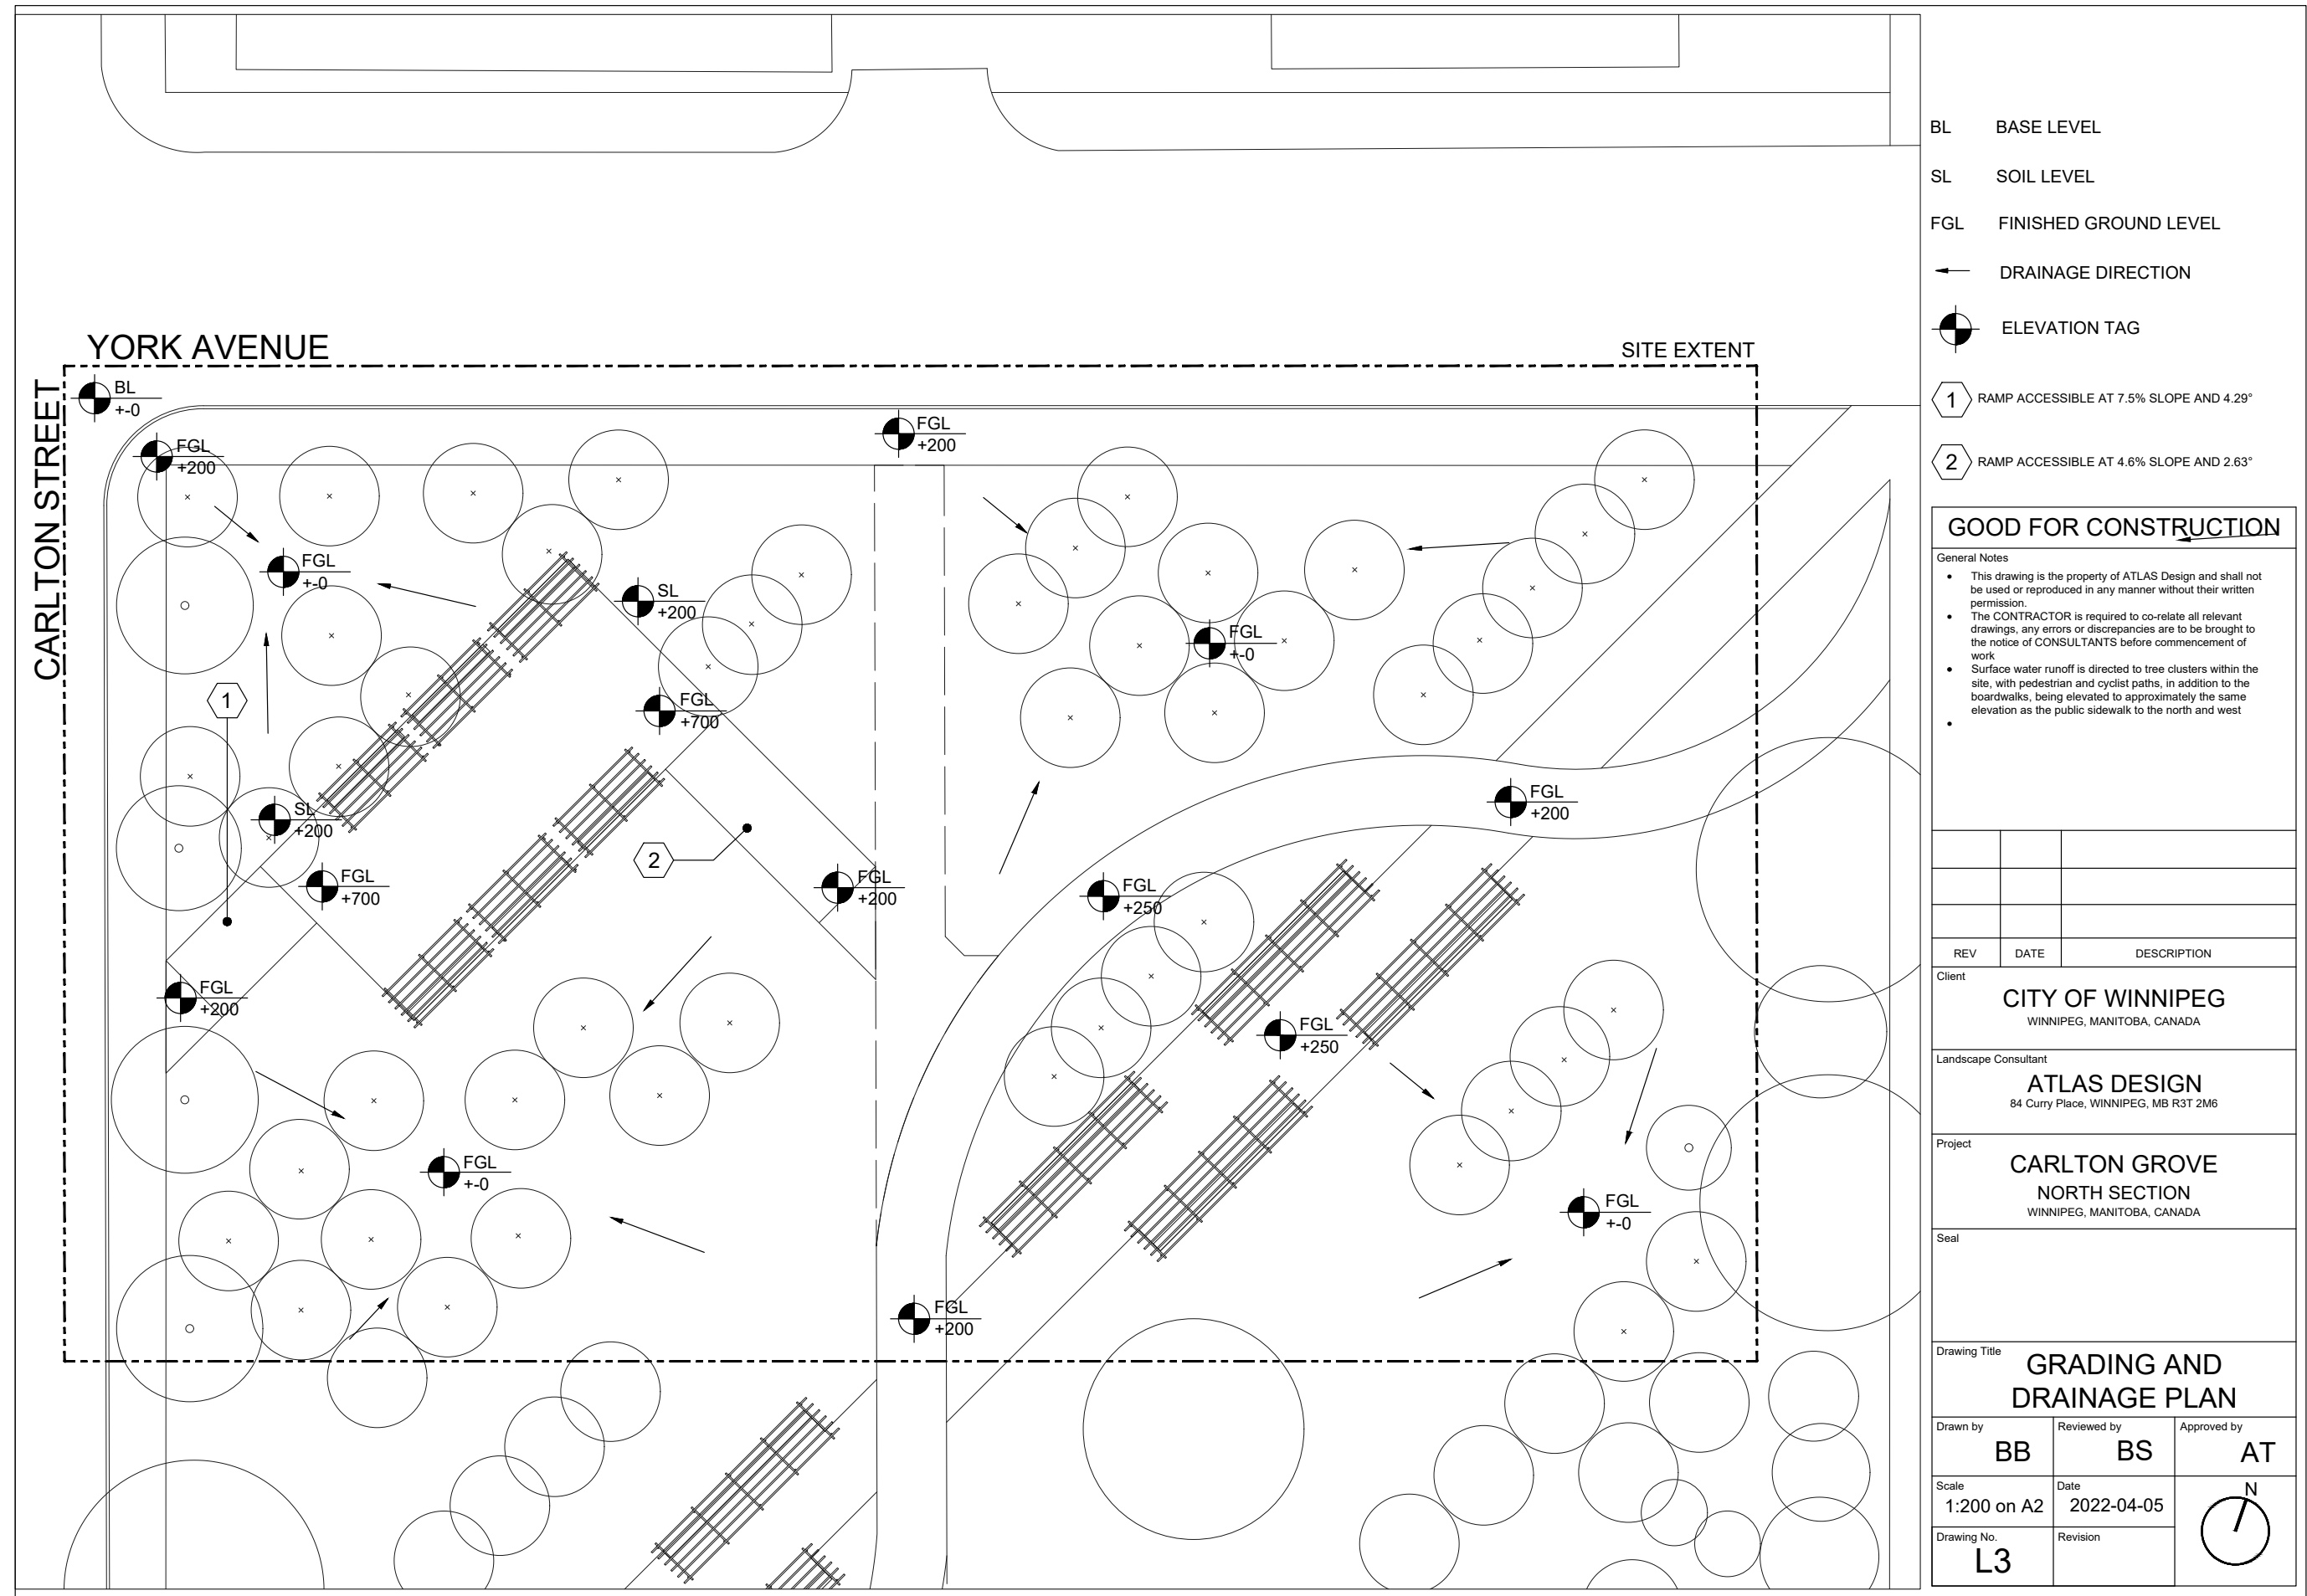 YORK AVENUE
CARLTON STREET
SITE EXTENT
BL
+-0
FGL
+200
FGL
+200
FGL
+-0
SL
+200
FGL
+-0
FGL
+700
1
FGL
+200
SL
+200
2
FGL
+700
FGL
+200
FGL
+250
FGL
+200
FGL
+250
FGL
+-0
FGL
+-0
FGL
+200
BL BASE LEVEL
SL SOIL LEVEL
FGL FINISHED GROUND LEVEL
DRAINAGE DIRECTION
ELEVATION TAG
1 RAMP ACCESSIBLE AT 7.5% SLOPE AND 4.29°
2 RAMP ACCESSIBLE AT 4.6% SLOPE AND 2.63°
GOOD FOR CONSTRUCTION
General Notes
• This drawing is the property of ATLAS Design and shall not
be used or reproduced in any manner without their written
permission.
• The CONTRACTOR is required to co-relate all relevant
drawings, any errors or discrepancies are to be brought to
the notice of CONSULTANTS before commencement of
work
• Surface water runoff is directed to tree clusters within the
site, with pedestrian and cyclist paths, in addition to the
boardwalks, being elevated to approximately the same
elevation as the public sidewalk to the north and west
•
REV DATE DESCRIPTION
Client
CITY OF WINNIPEG
WINNIPEG, MANITOBA, CANADA
Landscape Consultant
ATLAS DESIGN
84 Curry Place, WINNIPEG, MB R3T 2M6
Project
CARLTON GROVE
NORTH SECTION
WINNIPEG, MANITOBA, CANADA
Seal
Drawing Title
GRADING AND
DRAINAGE PLAN
Drawn by Reviewed by Approved by
BB BS AT
Scale Date N
1:200 on A2 2022-04-05
Drawing No. Revision
L3